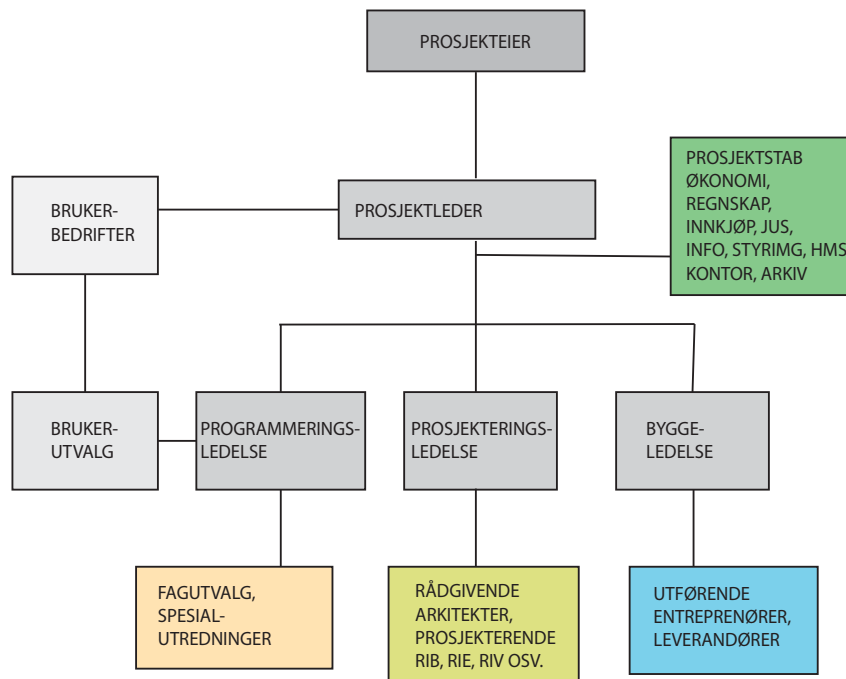 PROSJEKTEIER
PROSJEKTSTAB
ØKONOMI,
REGNSKAP,
INNKJØP, JUS,
INFO, STYRIMG, HMS
KONTOR, ARKIV
BRUKER-
BEDRIFTER
PROSJEKTLEDER
BRUKER-
UTVALG
PROGRAMMERINGS-
LEDELSE
PROSJEKTERINGS-
LEDELSE
BYGGE-
LEDELSE
FAGUTVALG,
SPESIAL-
UTREDNINGER
RÅDGIVENDE
ARKITEKTER,
PROSJEKTERENDE
RIB, RIE, RIV OSV.
UTFØRENDE
ENTREPRENØRER,
LEVERANDØRER